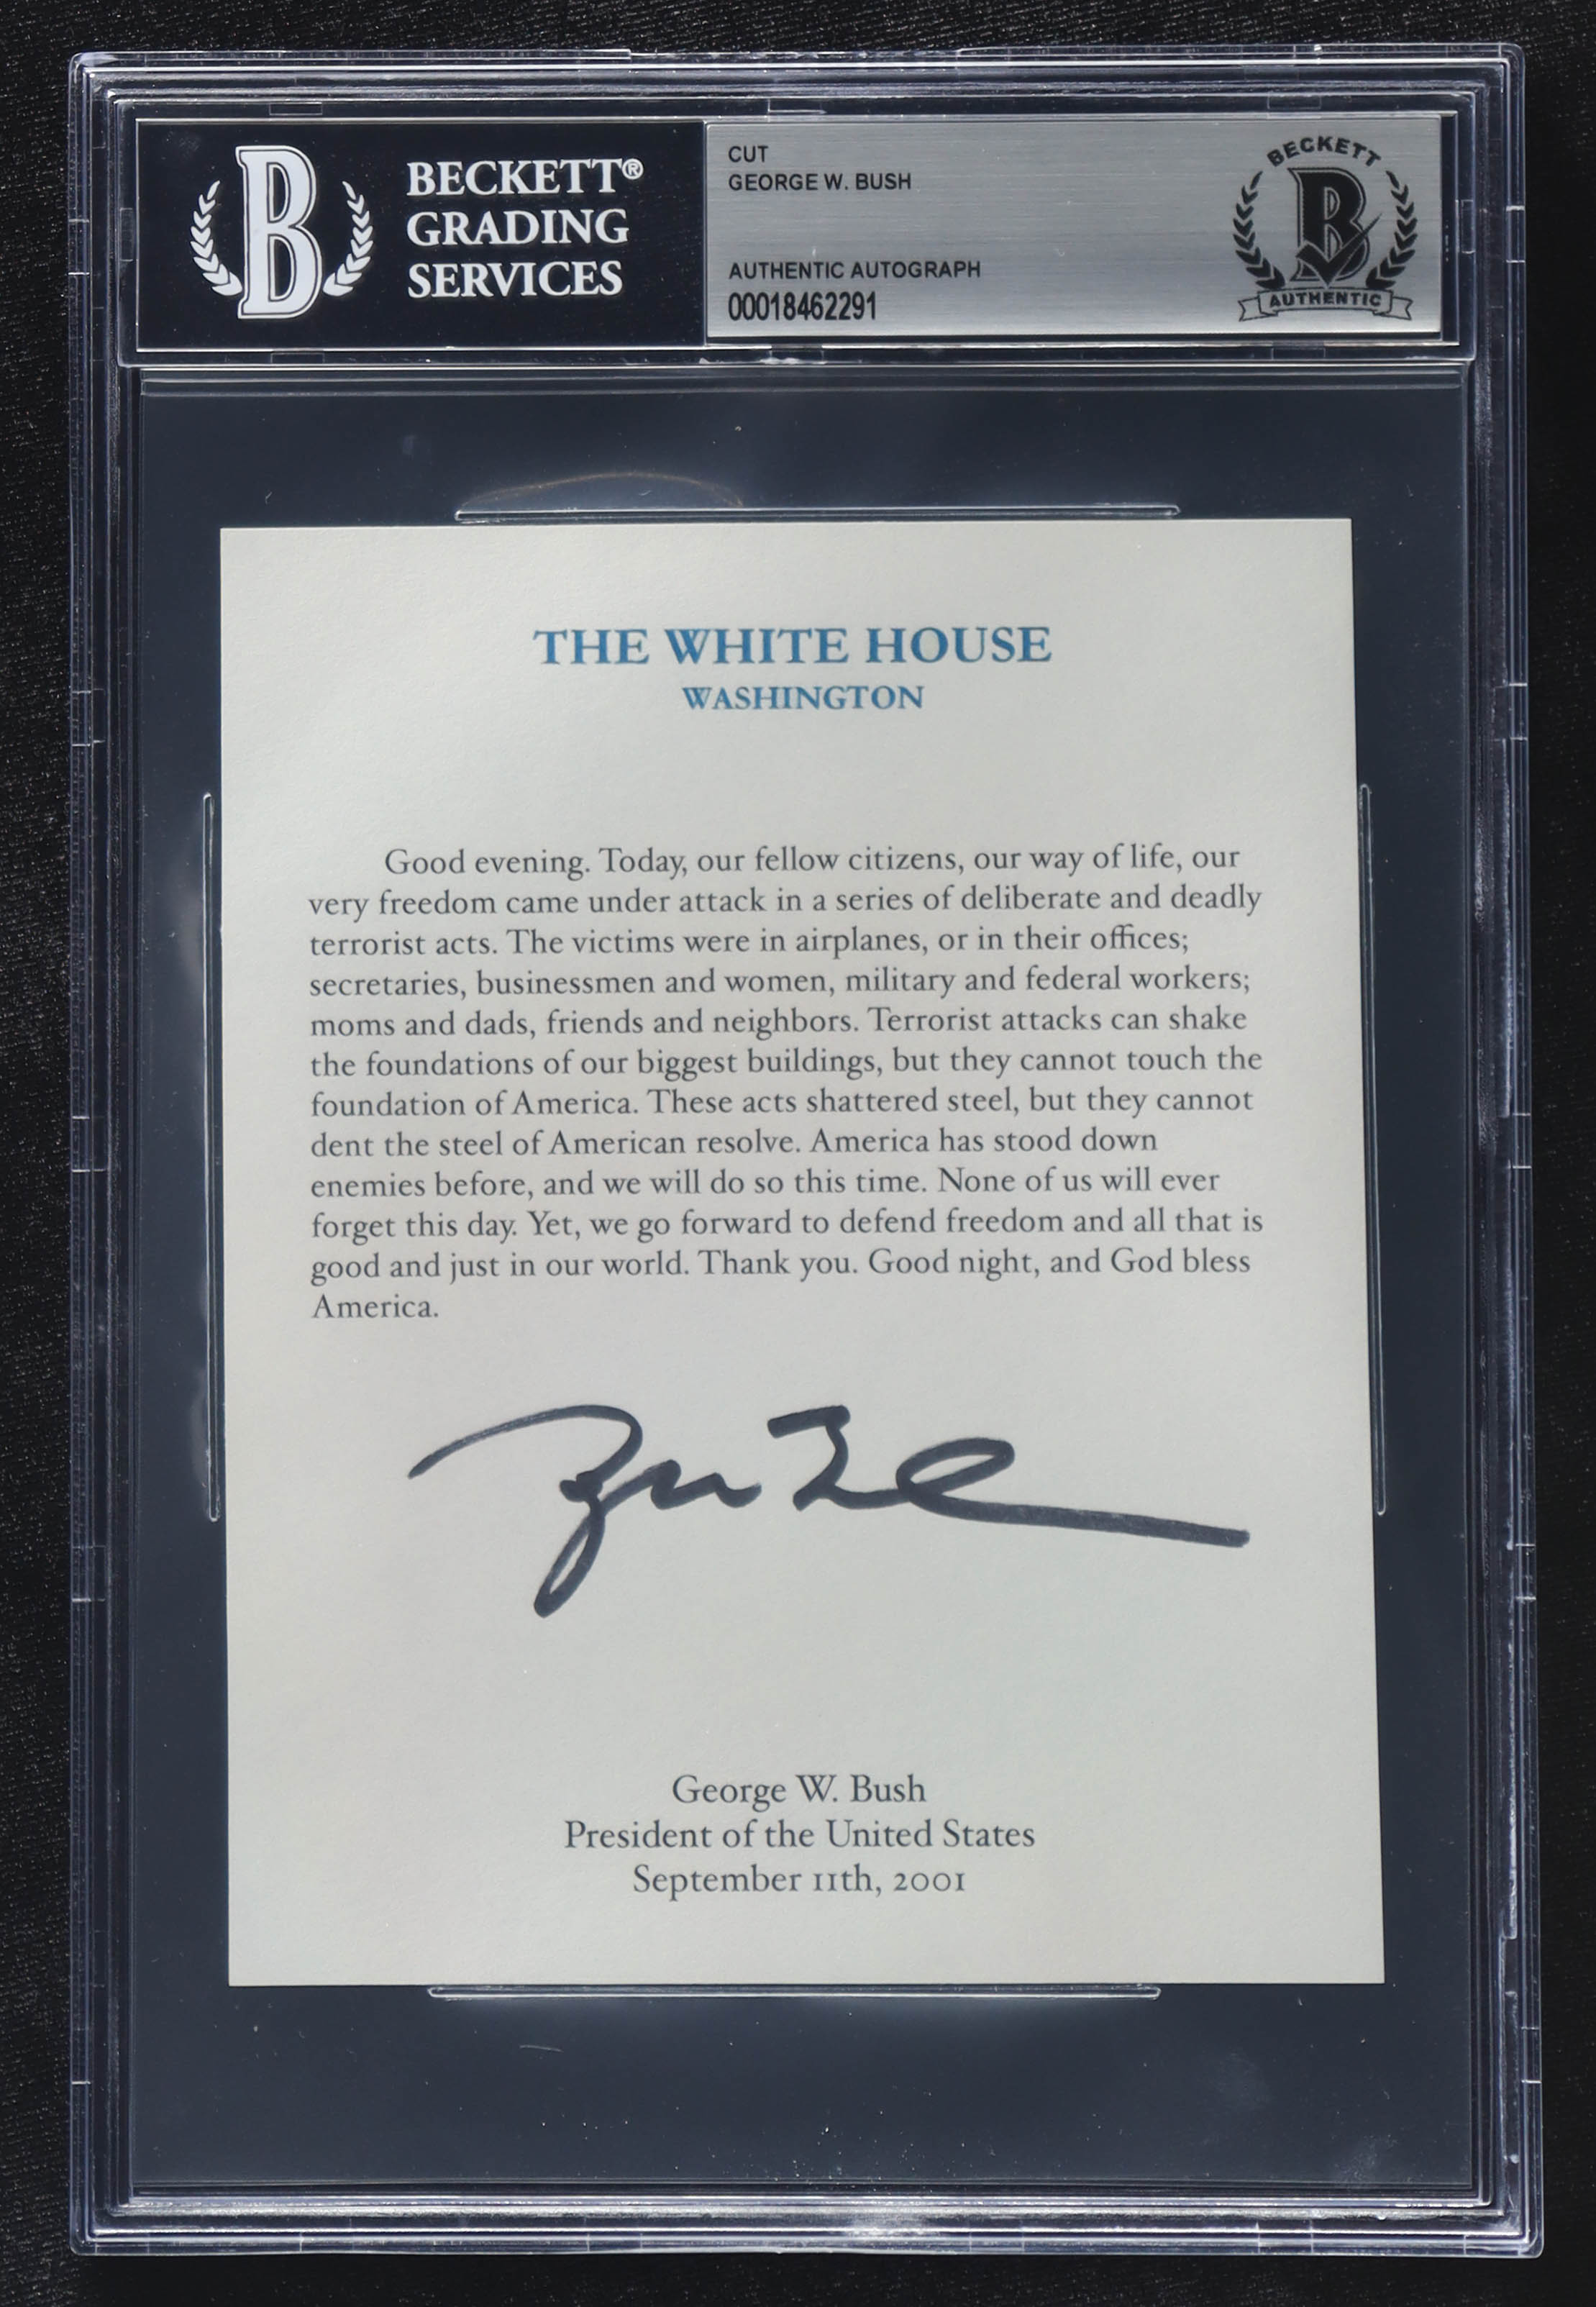 BECKETT®
GRADING
SERVICES
B
CUT
GEORGE W. BUSH
AUTHENTIC AUTOGRAPH
00018462291
BECKETT
B
AUTHENTIC
THE WHITE HOUSE
WASHINGTON
Good evening. Today, our fellow citizens, our way of life, our
very freedom came under attack in a series of deliberate and deadly
terrorist acts. The victims were in airplanes, or in their offices;
secretaries, businessmen and women, military and federal workers;
moms and dads, friends and neighbors. Terrorist attacks can shake
the foundations of our biggest buildings, but they cannot touch the
foundation of America. These acts shattered steel, but they cannot
dent the steel of American resolve. America has stood down
enemies before, and we will do so this time. None of us will ever
forget this day. Yet, we go forward to defend freedom and all that is
good and just in our world. Thank you. Good night, and God bless
America.
George W. Bush
President of the United States
September 11th, 2001